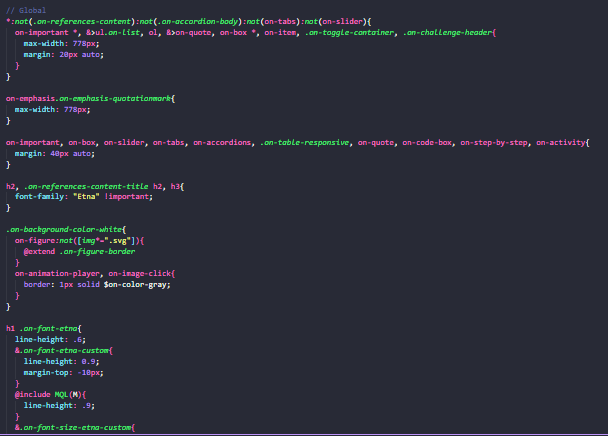 // Global
*:not(.on-references-content):not(.on-accordion-body):not(on-tabs):not(on-slider){
on-important *, &>ul.on-list, ol, &>on-quote, on-box *, on-item, .on-toggle-container, .on-challenge-header{
max-width: 778px;
margin: 20px auto;
}
}
on-emphasis.on-emphasis-quotationmark{
max-width: 778px;
}
on-important, on-box, on-slider, on-tabs, on-accordions, .on-table-responsive, on-quote, on-code-box, on-step-by-step, on-activity{
margin: 40px auto;
}
h2, .on-references-content-title h2, h3{
font-family: "Etna" !important;
}
.on-background-color-white{
on-figure:not([img*=".svg"]){
@extend .on-figure-border
}
on-animation-player, on-image-click{
border: 1px solid $on-color-gray;
}
}
h1 .on-font-etna{
line-height: .6;
&.on-font-etna-custom{
line-height: 0.9;
margin-top: -10px;
}
@include MQL(M){
line-height: .9;
}
&.on-font-size-etna-custom{